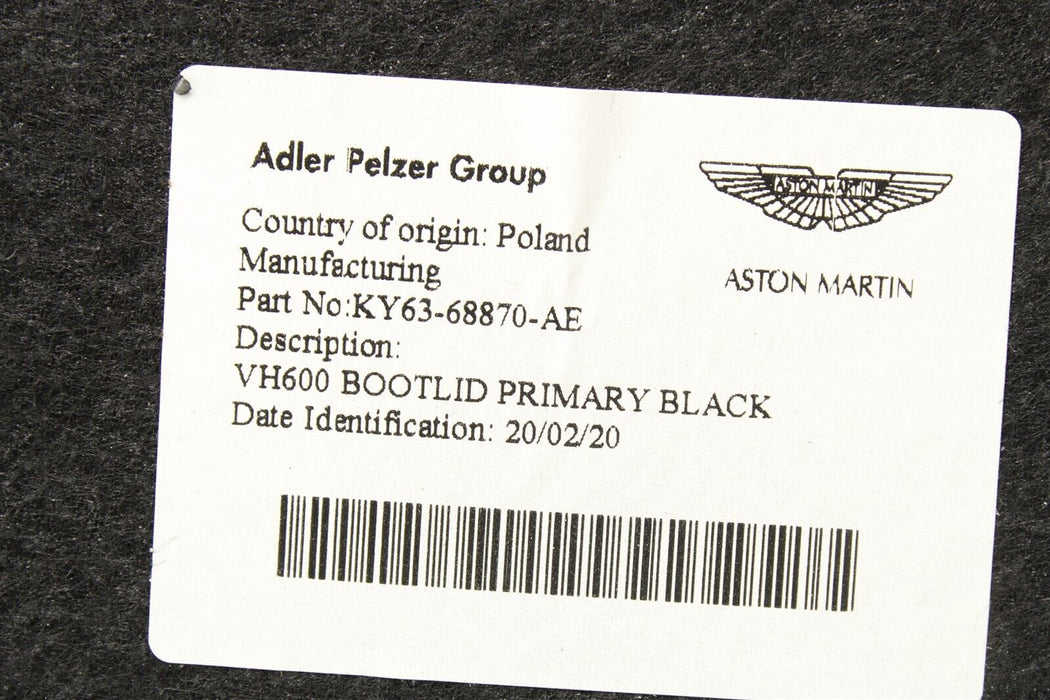 Adler Pelzer Group
Country of origin: Poland
Manufacturing
Part No:KY63-68870-AE
Description:
VH600 BOOTLID PRIMARY BLACK
Date Identification: 20/02/20
ASTON MARTIN
ASTON MARTIN